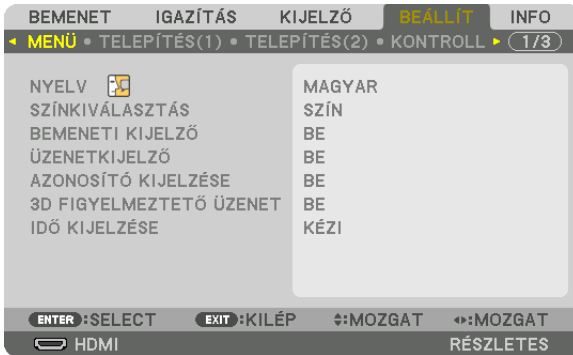 BEMENET IGAZÍTÁS KIJELZŐ BEÁLLÍT INFO
◂ MENÜ • TELEPÍTÉS(1) • TELEPÍTÉS(2) • KONTROLL ▸ 1/3
NYELV MAGYAR
SZÍNKIVÁLASZTÁS SZÍN
BEMENETI KIJELZŐ BE
ÜZENETKIJELZŐ BE
AZONOSÍTÓ KIJELZÉSE BE
3D FIGYELMEZTETŐ ÜZENET BE
IDŐ KIJELZÉSE KÉZI
ENTER :SELECT EXIT :KILÉP ♦:MOZGAT ◂▸:MOZGAT
HDMI RÉSZLETES